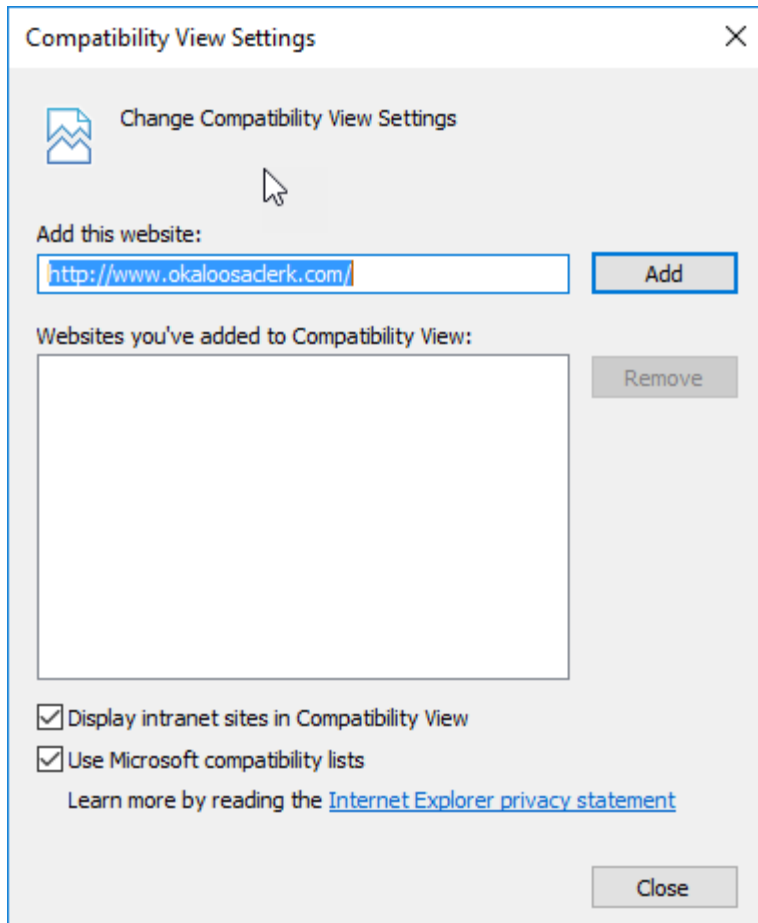 Compatibility View Settings
Change Compatibility View Settings
Add this website:
http://www.okaloosaclerk.com/
Add
Websites you've added to Compatibility View:
Remove
Display intranet sites in Compatibility View
Use Microsoft compatibility lists
Learn more by reading the Internet Explorer privacy statement
Close